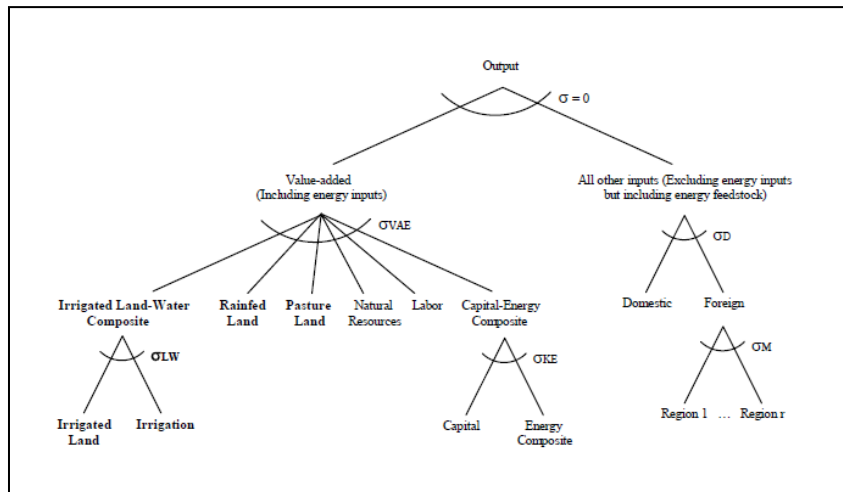 Output
σ = 0
Value-added
(Including energy inputs)
All other inputs (Excluding energy inputs
but including energy feedstock)
σVAE
σD
Irrigated Land-Water
Composite
Rainfed
Land
Pasture
Land
Natural
Resources
Labor
Capital-Energy
Composite
Domestic
Foreign
σLW
σKE
σM
Irrigated
Land
Irrigation
Capital
Energy
Composite
Region 1 … Region r